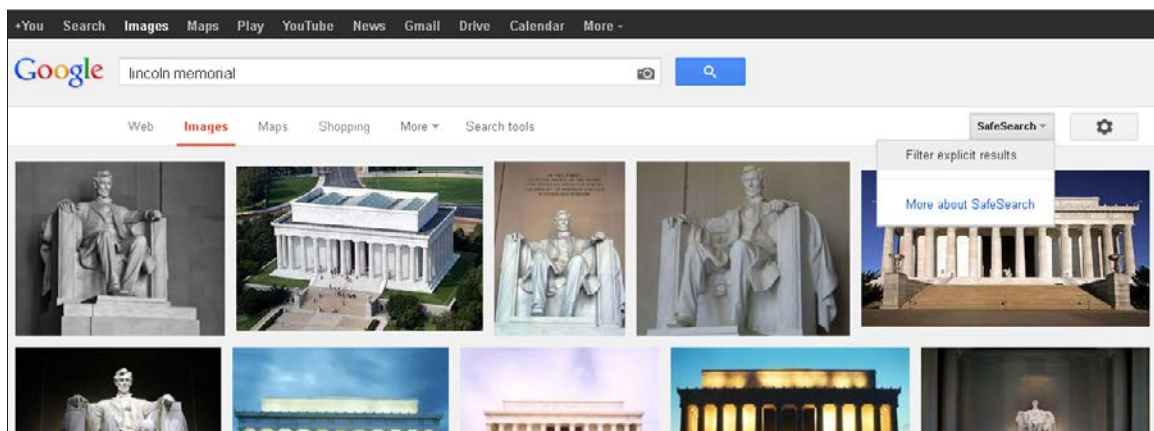 +You Search Images Maps Play YouTube News Gmail Drive Calendar More
Google lincoln memorial
Web Images Maps Shopping More Search tools SafeSearch
Filter explicit results
More about SafeSearch